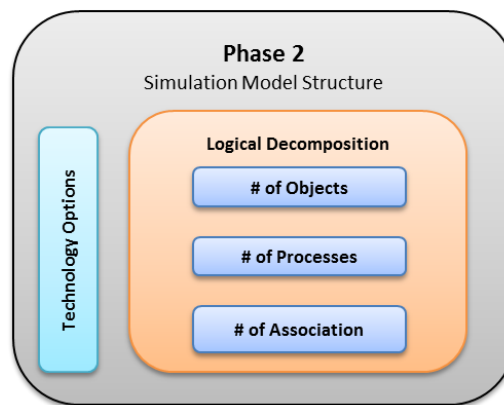 Phase 2
Simulation Model Structure
Technology Options
Logical Decomposition
# of Objects
# of Processes
# of Association